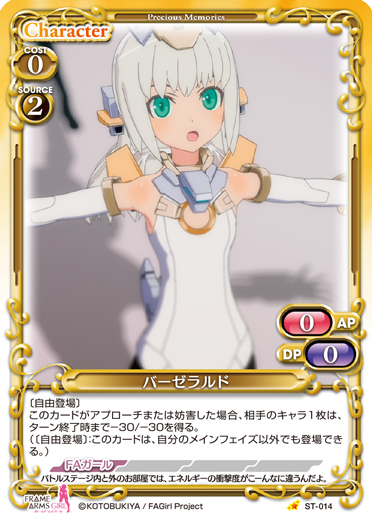 Precious Memories
Character
COST
0
SOURCE
2
0 AP
DP 0
バーゼラルド
〔自由登場〕
このカードがアプローチまたは妨害した場合、相手のキャラ1枚は、
ターン終了時まで-30/-30を得る。
(〔自由登場〕:このカードは、自分のメインフェイズ以外でも登場でき
る。)
FAガール
バトルステージ内と外のお部屋では、エネルギーの衝撃度がこーんなに違うんだよ。
FRAME
ARMS GIRL
©KOTOBUKIYA / FAGirl Project
ST-014